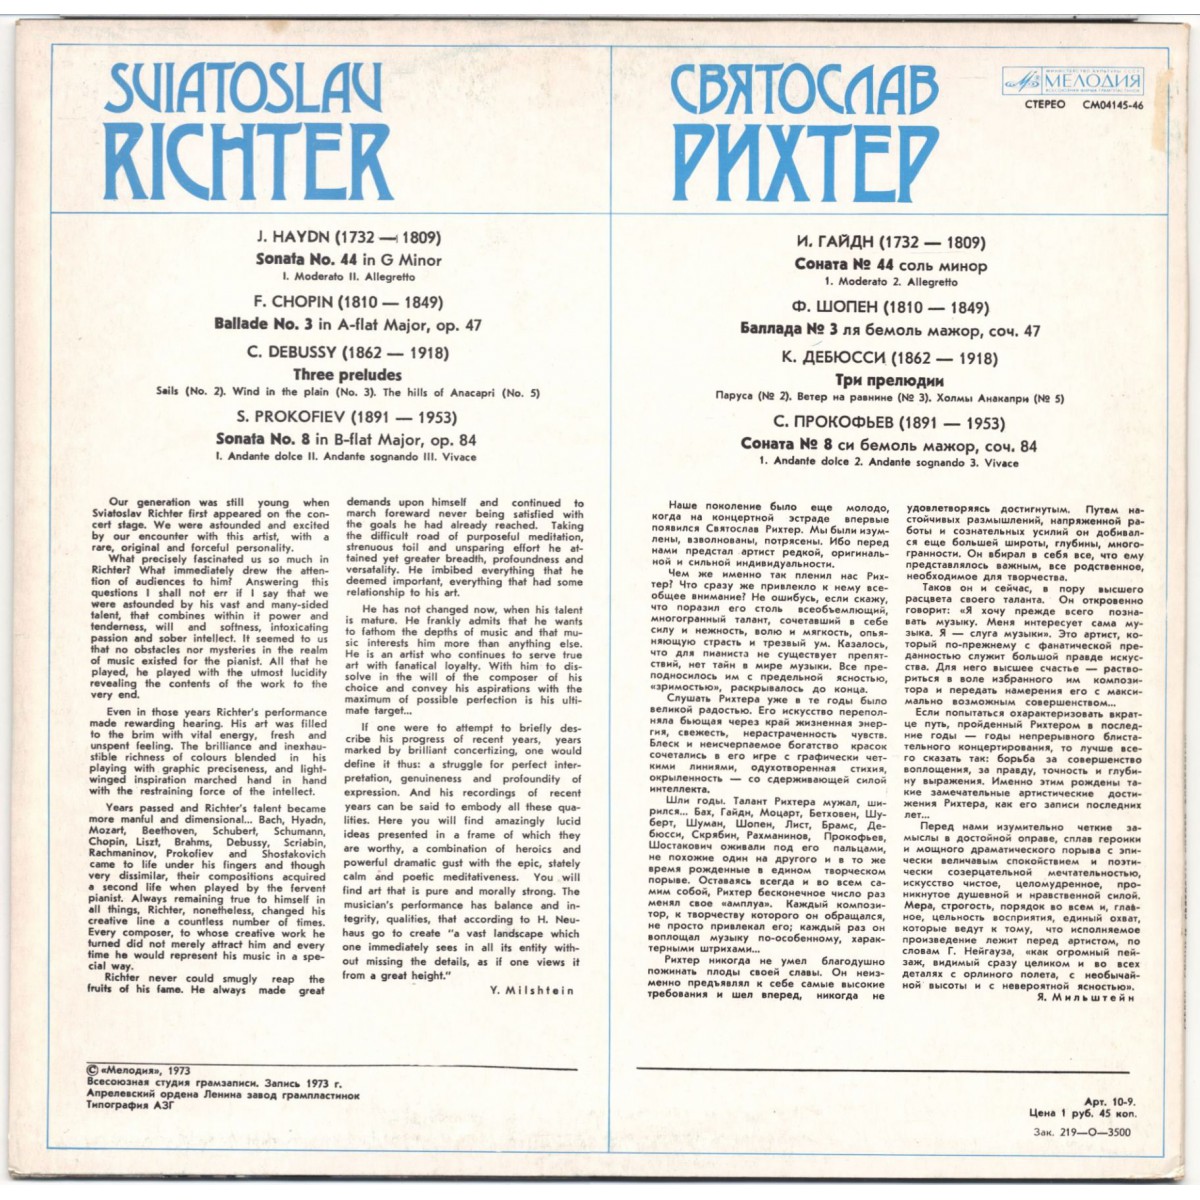 SVIATOSLAV
RICHTER
J. HAYDN (1732 — 1809)
Sonata No. 44 in G Minor
I. Moderato II. Allegretto
F. CHOPIN (1810 — 1849)
Ballade No. 3 in A-flat Major, op. 47
C. DEBUSSY (1862 — 1918)
Three preludes
Sails (No. 2). Wind in the plain (No. 3). The hills of Anacapri (No. 5)
S. PROKOFIEV (1891 — 1953)
Sonata No. 8 in B-flat Major, op. 84
I. Andante dolce II. Andante sognando III. Vivace
Our generation was still young when
Sviatoslav Richter first appeared on the con-
cert stage. We were astounded and excited
by our encounter with this artist, with a
rare, original and forceful personality.
What precisely fascinated us so much in
Richter? What immediately drew the atten-
tion of audiences to him? Answering this
questions I shall not err if I say that we
were astounded by his vast and many-sided
talent, that combines within it power and
tenderness, will and softness, intoxicating
passion and sober intellect. It seemed to us
that no obstacles nor mysteries in the realm
of music existed for the pianist. All that he
played, he played with the utmost lucidity
revealing the contents of the work to the
very end.
Even in those years Richter's performance
made rewarding hearing. His art was filled
to the brim with vital energy, fresh and
unspent feeling. The brilliance and inexhau-
stible richness of colours blended in his
playing with graphic preciseness, and light-
winged inspiration marched hand in hand
with the restraining force of the intellect.
Years passed and Richter's talent became
more manful and dimensional... Bach, Hyadn,
Mozart, Beethoven, Schubert, Schumann,
Chopin, Liszt, Brahms, Debussy, Scriabin,
Rachmaninov, Prokofiev and Shostakovich
came to life under his fingers and though
very dissimilar, their compositions acquired
a second life when played by the fervent
pianist. Always remaining true to himself in
all things, Richter, nonetheless, changed his
creative line a countless number of times.
Every composer, to whose creative work he
turned did not merely attract him and every
time he would represent his music in a spe-
cial way.
Richter never could smugly reap the
fruits of his fame. He always made great
demands upon himself and continued to
march foreward never being satisfied with
the goals he had already reached. Taking
the difficult road of purposeful meditation,
strenuous toil and unsparing effort he at-
tained yet greater breadth, profoundness and
versatality. He imbibed everything that he
deemed important, everything that had some
relationship to his art.
He has not changed now, when his talent
is mature. He frankly admits that he wants
to fathom the depths of music and that mu-
sic interests him more than anything else.
He is an artist who continues to serve true
art with fanatical loyalty. With him to dis-
solve in the will of the composer of his
choice and convey his aspirations with the
maximum of possible perfection is his ulti-
mate target...
If one were to attempt to briefly des-
cribe his progress of recent years, years
marked by brilliant concertizing, one would
define it thus: a struggle for perfect inter-
pretation, genuineness and profoundity of
expression. And his recordings of recent
years can be said to embody all these qua-
lities. Here you will find amazingly lucid
ideas presented in a frame of which they
are worthy, a combination of heroics and
powerful dramatic gust with the epic, stately
calm and poetic meditativeness. You will
find art that is pure and morally strong. The
musician's performance has balance and in-
tegrity, qualities, that according to H. Neu-
haus go to create "a vast landscape which
one immediately sees in all its entity with-
out missing the details, as if one views it
from a great height."
Y. Milshtein
©«Мелодия», 1973
Всесоюзная студия грамзаписи. Запись 1973 г.
Апрелевский ордена Ленина завод грампластинок
Типография АЗГ
СВЯТОСЛАВ
РИХТЕР
МЕЛОДИЯ
СТЕРЕО СМ04145-46
И. ГАЙДН (1732 — 1809)
Соната № 44 соль минор
1. Moderato 2. Allegretto
Ф. ШОПЕН (1810 — 1849)
Баллада № 3 ля бемоль мажор, соч. 47
К. ДЕБЮССИ (1862 — 1918)
Три прелюдии
Паруса (№ 2). Ветер на равнине (№ 3). Холмы Анакапри (№ 5)
С. ПРОКОФЬЕВ (1891 — 1953)
Соната № 8 си бемоль мажор, соч. 84
1. Andante dolce 2. Andante sognando 3. Vivace
Наше поколение было еще молодо,
когда на концертной эстраде впервые
появился Святослав Рихтер. Мы были изум-
лены, взволнованы, потрясены. Ибо перед
нами предстал артист редкой, оригиналь-
ной и сильной индивидуальности.
Чем же именно так пленил нас Рих-
тер? Что сразу же привлекло к нему все-
общее внимание? Не ошибусь, если скажу,
что поразил его столь всеобъемлющий,
многогранный талант, сочетавший в себе
силу и нежность, волю и мягкость, опья-
няющую страсть и трезвый ум. Казалось,
что для пианиста не существует препят-
ствий, нет тайн в мире музыки. Все пре-
подносилось им с предельной ясностью,
«зримостью», раскрывалось до конца.
Слушать Рихтера уже в те годы было
великой радостью. Его искусство перепол-
няла бьющая через край жизненная энер-
гия, свежесть, нерастраченность чувств.
Блеск и неисчерпаемое богатство красок
сочетались в его игре с графически чет-
кими линиями, одухотворенная стихия,
окрыленность — со сдерживающей силой
интеллекта.
Шли годы. Талант Рихтера мужал, ши-
рился... Бах, Гайдн, Моцарт, Бетховен, Шу-
берт, Шуман, Шопен, Лист, Брамс, Де-
бюсси, Скрябин, Рахманинов, Прокофьев,
Шостакович оживали под его пальцами,
не похожие один на другого и в то же
время рожденные в едином творческом
порыве. Оставаясь всегда и во всем са-
мим собой, Рихтер бесконечное число раз
менял свое «амплуа». Каждый компози-
тор, к творчеству которого он обращался,
не просто привлекал его; каждый раз он
воплощал музыку по-особенному, харак-
терными штрихами...
Рихтер никогда не умел благодушно
пожинать плоды своей славы. Он неиз-
менно предъявлял к себе самые высокие
требования и шел вперед, никогда не
удовлетворяясь достигнутым. Путем на-
стойчивых размышлений, напряженной ра-
боты и сознательных усилий он добивал-
ся еще большей широты, глубины, много-
гранности. Он вбирал в себя все, что ему
представлялось важным, все родственное,
необходимое для творчества.
Таков он и сейчас, в пору высшего
расцвета своего таланта. Он откровенно
говорит: «Я хочу прежде всего познa-
вать музыку. Меня интересует сама му-
зыка. Я — слуга музыки». Это артист, ко-
торый по-прежнему с фанатической пре-
данностью служит большой правде искус-
ства. Для него высшее счастье — раство-
риться в воле избранного им компози-
тора и передать намерения его с макси-
мально возможным совершенством...
Если попытаться охарактеризовать вкрат-
це путь, пройденный Рихтером в послед-
ние годы — годы непрерывного блиста-
тельного концертирования, то лучше все-
го сказать так: борьба за совершенство
воплощения, за правду, точность и глуби-
ну выражения. Именно этим рождены та-
кие замечательные артистические дости-
жения Рихтера, как его записи последних
лет...
Перед нами изумительно четкие за-
мыслы в достойной оправе, сплав героики
и мощного драматического порыва с эпи-
чески величавым спокойствием и поэти-
чески созерцательной мечтательностью,
искусство чистое, целомудренное, про-
никнутое душевной и нравственной силой.
Мера, строгость, порядок во всем и, глав-
ное, цельность восприятия, единый охват,
которые ведут к тому, что исполняемое
произведение лежит перед артистом, по
словам Г. Нейгауза, «как огромный пей-
заж, видимый сразу целиком и во всех
деталях с орлиного полета, с необычай-
ной высоты и с невероятной ясностью».
Я. Мильштейн
Арт. 10-9.
Цена 1 руб. 45 коп.
Зак. 219—О—3500